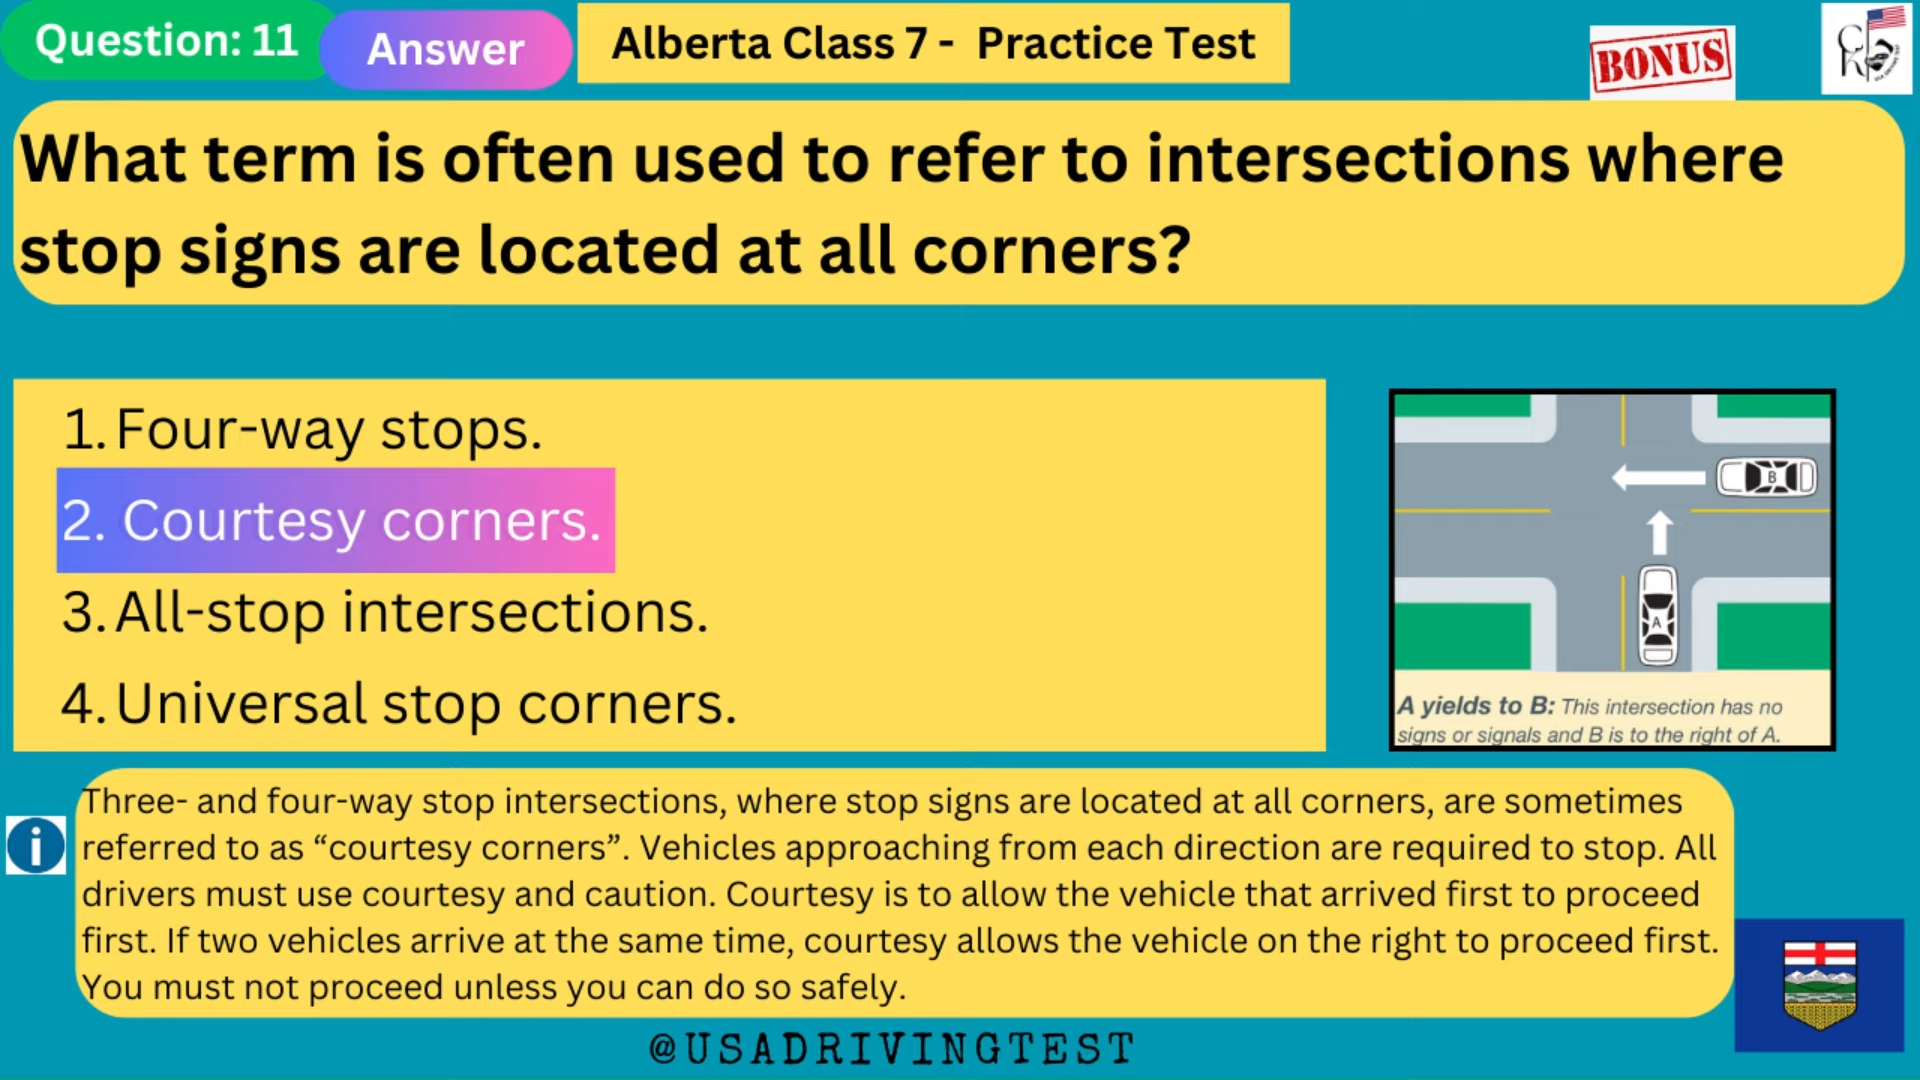 Question: 11
Answer
Alberta Class 7 - Practice Test
BONUS
What term is often used to refer to intersections where
stop signs are located at all corners?
1. Four-way stops.
2. Courtesy corners.
3. All-stop intersections.
4. Universal stop corners.
B
A
A yields to B: This intersection has no
signs or signals and B is to the right of A.
Three- and four-way stop intersections, where stop signs are located at all corners, are sometimes
referred to as “courtesy corners”. Vehicles approaching from each direction are required to stop. All
drivers must use courtesy and caution. Courtesy is to allow the vehicle that arrived first to proceed
first. If two vehicles arrive at the same time, courtesy allows the vehicle on the right to proceed first.
You must not proceed unless you can do so safely.
i
@USADRIVINGTEST